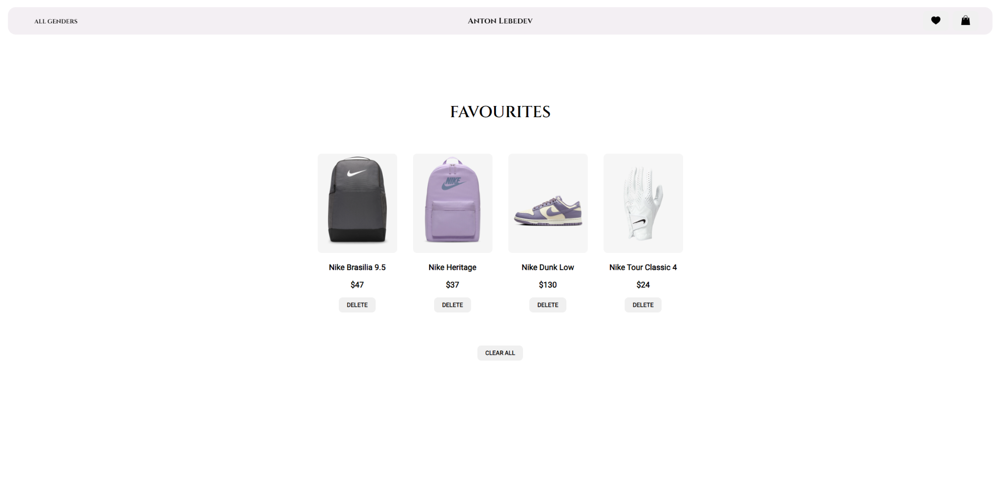 ALL GENDERS
Anton Lebedev
FAVOURITES
NIKE
Nike Brasilia 9.5
Nike Heritage
Nike Dunk Low
Nike Tour Classic 4
$47
$37
$130
$24
DELETE
DELETE
DELETE
DELETE
CLEAR ALL